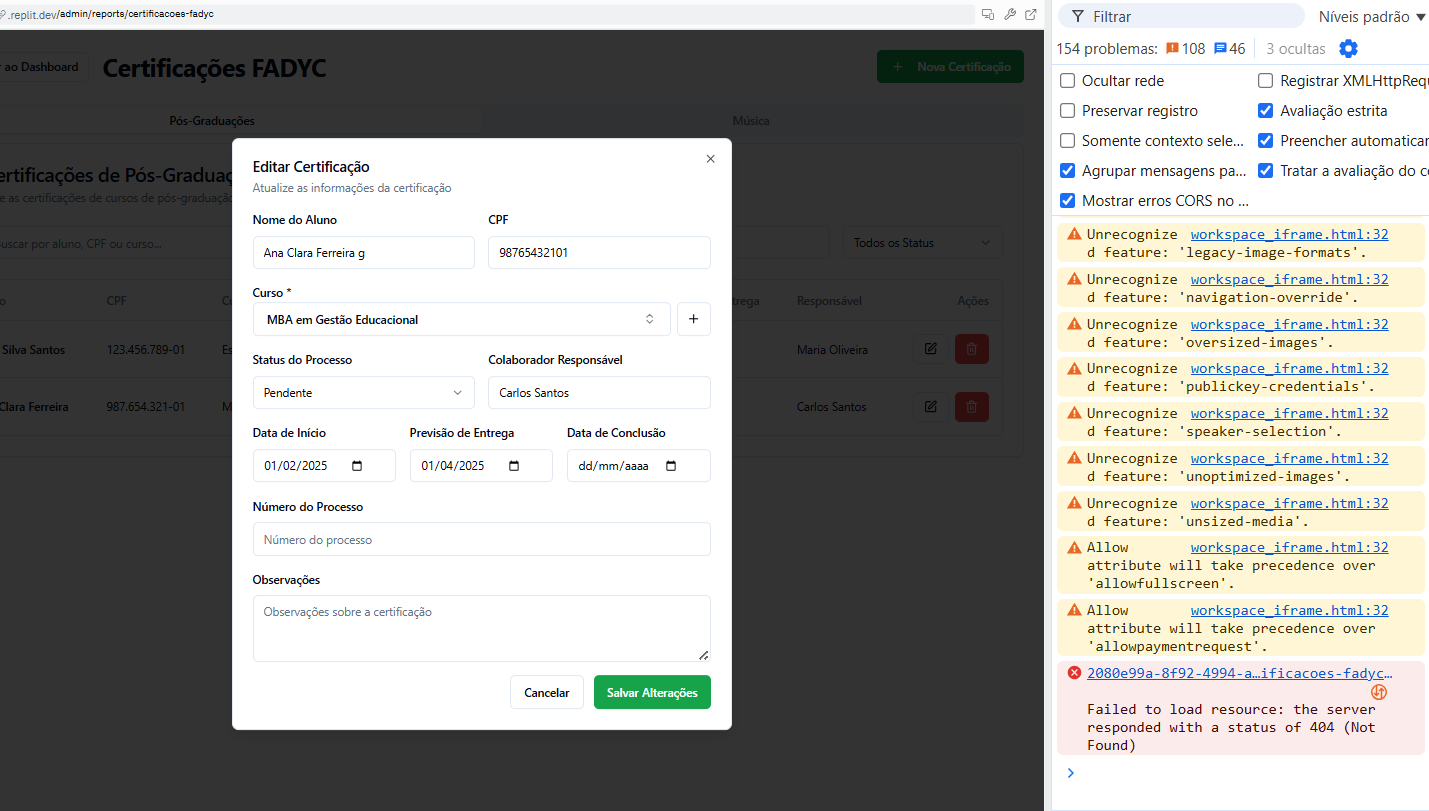 .replit.dev/admin/reports/certificacoes-fadyc
ao Dashboard
Certificações FADYC
+ Nova Certificação
Pós-Graduações
Música
ertificações de Pós-Gradua
e as certificações de cursos de pós-graduação
uscar por aluno, CPF ou curso...
Todos os Status
CPF
Responsável
Ações
Silva Santos
123.456.789-01
Es
Maria Oliveira
Clara Ferreira
987.654.321-01
M
Carlos Santos
Editar Certificação
Atualize as informações da certificação
Nome do Aluno
CPF
Ana Clara Ferreira g
98765432101
Curso *
MBA em Gestão Educacional
+
Status do Processo
Colaborador Responsável
Pendente
Carlos Santos
Data de Início
Previsão de Entrega
Data de Conclusão
01/02/2025
01/04/2025
dd/mm/aaaa
Número do Processo
Número do processo
Observações
Observações sobre a certificação
Cancelar
Salvar Alterações
Filtrar
Níveis padrão
154 problemas: 108 46
3 ocultas
Ocultar rede
Registrar XMLHttpRequ
Preservar registro
Avaliação estrita
Somente contexto sele...
Preencher automaticar
Agrupar mensagens pa...
Tratar a avaliação do c
Mostrar erros CORS no ...
Unrecognize workspace_iframe.html:32
d feature: 'legacy-image-formats'.
Unrecognize workspace_iframe.html:32
d feature: 'navigation-override'.
Unrecognize workspace_iframe.html:32
d feature: 'oversized-images'.
Unrecognize workspace_iframe.html:32
d feature: 'publickey-credentials'.
Unrecognize workspace_iframe.html:32
d feature: 'speaker-selection'.
Unrecognize workspace_iframe.html:32
d feature: 'unoptimized-images'.
Unrecognize workspace_iframe.html:32
d feature: 'unsized-media'.
Allow workspace_iframe.html:32
attribute will take precedence over
'allowfullscreen'.
Allow workspace_iframe.html:32
attribute will take precedence over
'allowpaymentrequest'.
2080e99a-8f92-4994-a…ificacoes-fadyc…
Failed to load resource: the server
responded with a status of 404 (Not
Found)